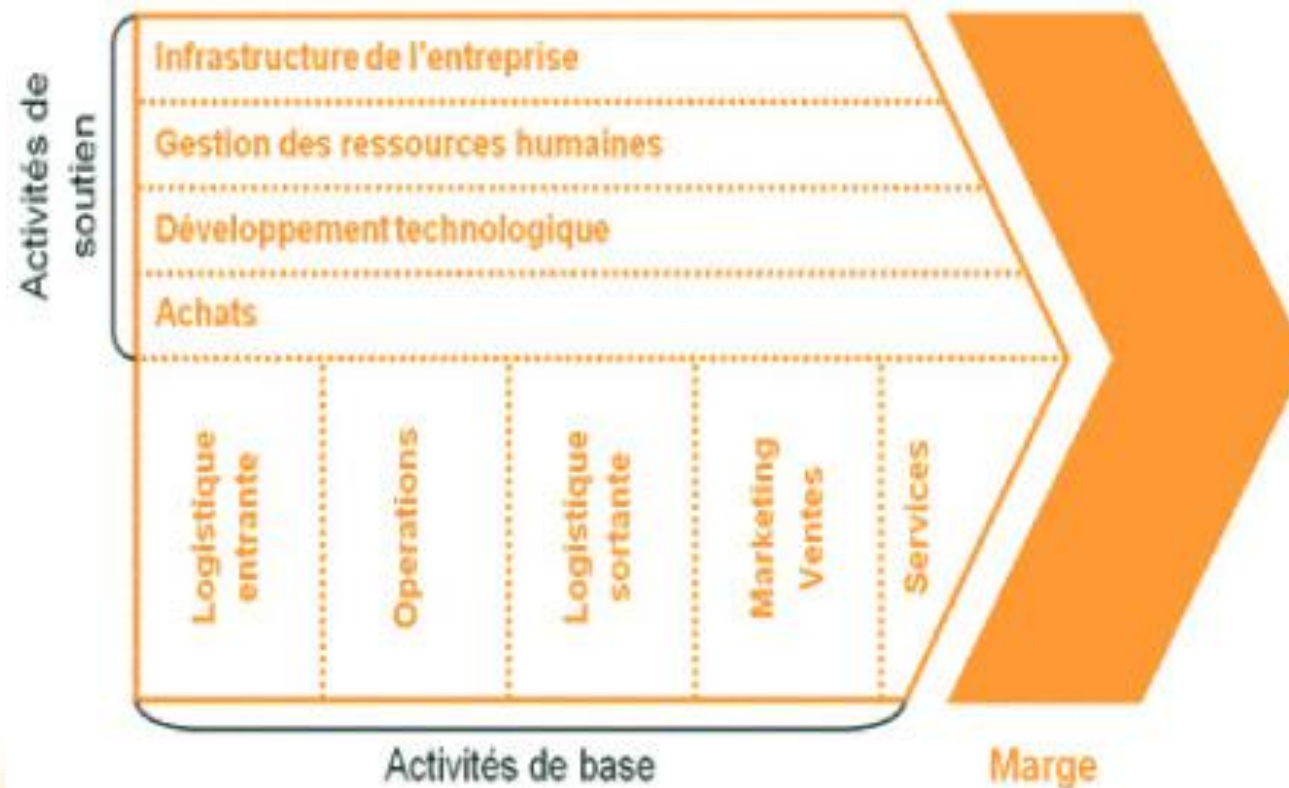 Activités de
soutien
Infrastructure de l'entreprise
Gestion des ressources humaines
Développement technologique
Achats
Logistique
entrante
Operations
Logistique
sortante
Marketing
Ventes
Services
Activités de base
Marge